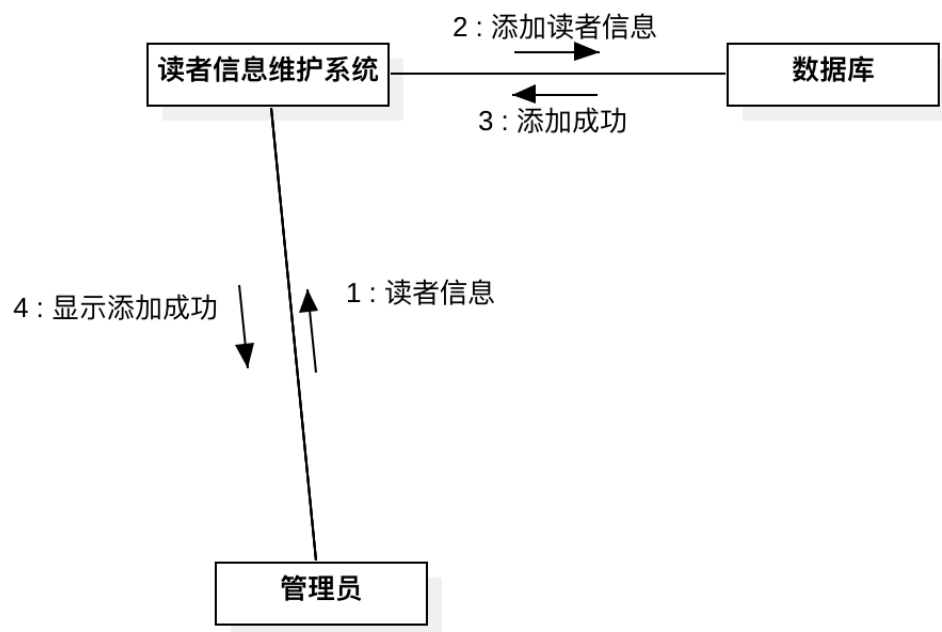 2 : 添加读者信息
读者信息维护系统
数据库
3 : 添加成功
1 : 读者信息
4 : 显示添加成功
管理员